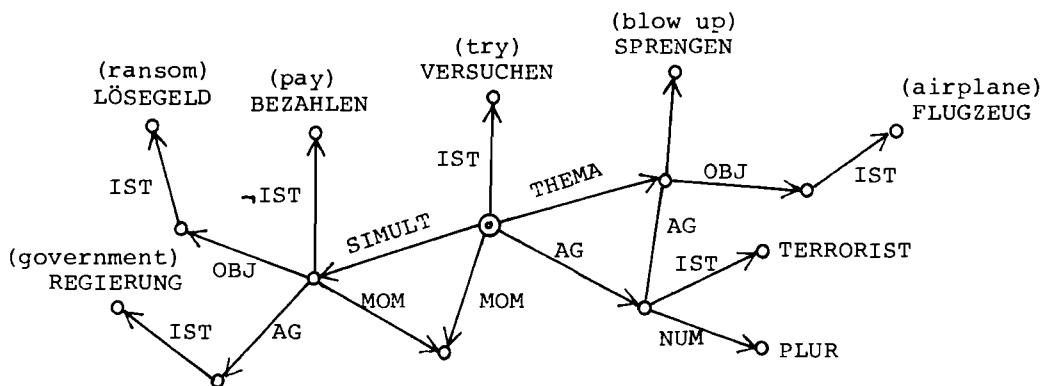 (blow up)
SPRENGEN
(try)
VERSUCHEN
(ransom)
LÖSEGELD
(pay)
BEZAHLEN
(airplane)
FLUGZEUG
IST
¬IST
IST
THEMA
OBJ
IST
SIMULT
AG
AG
IST
TERRORIST
(government)
REGIERUNG
OBJ
MOM
MOM
IST
AG
NUM
PLUR